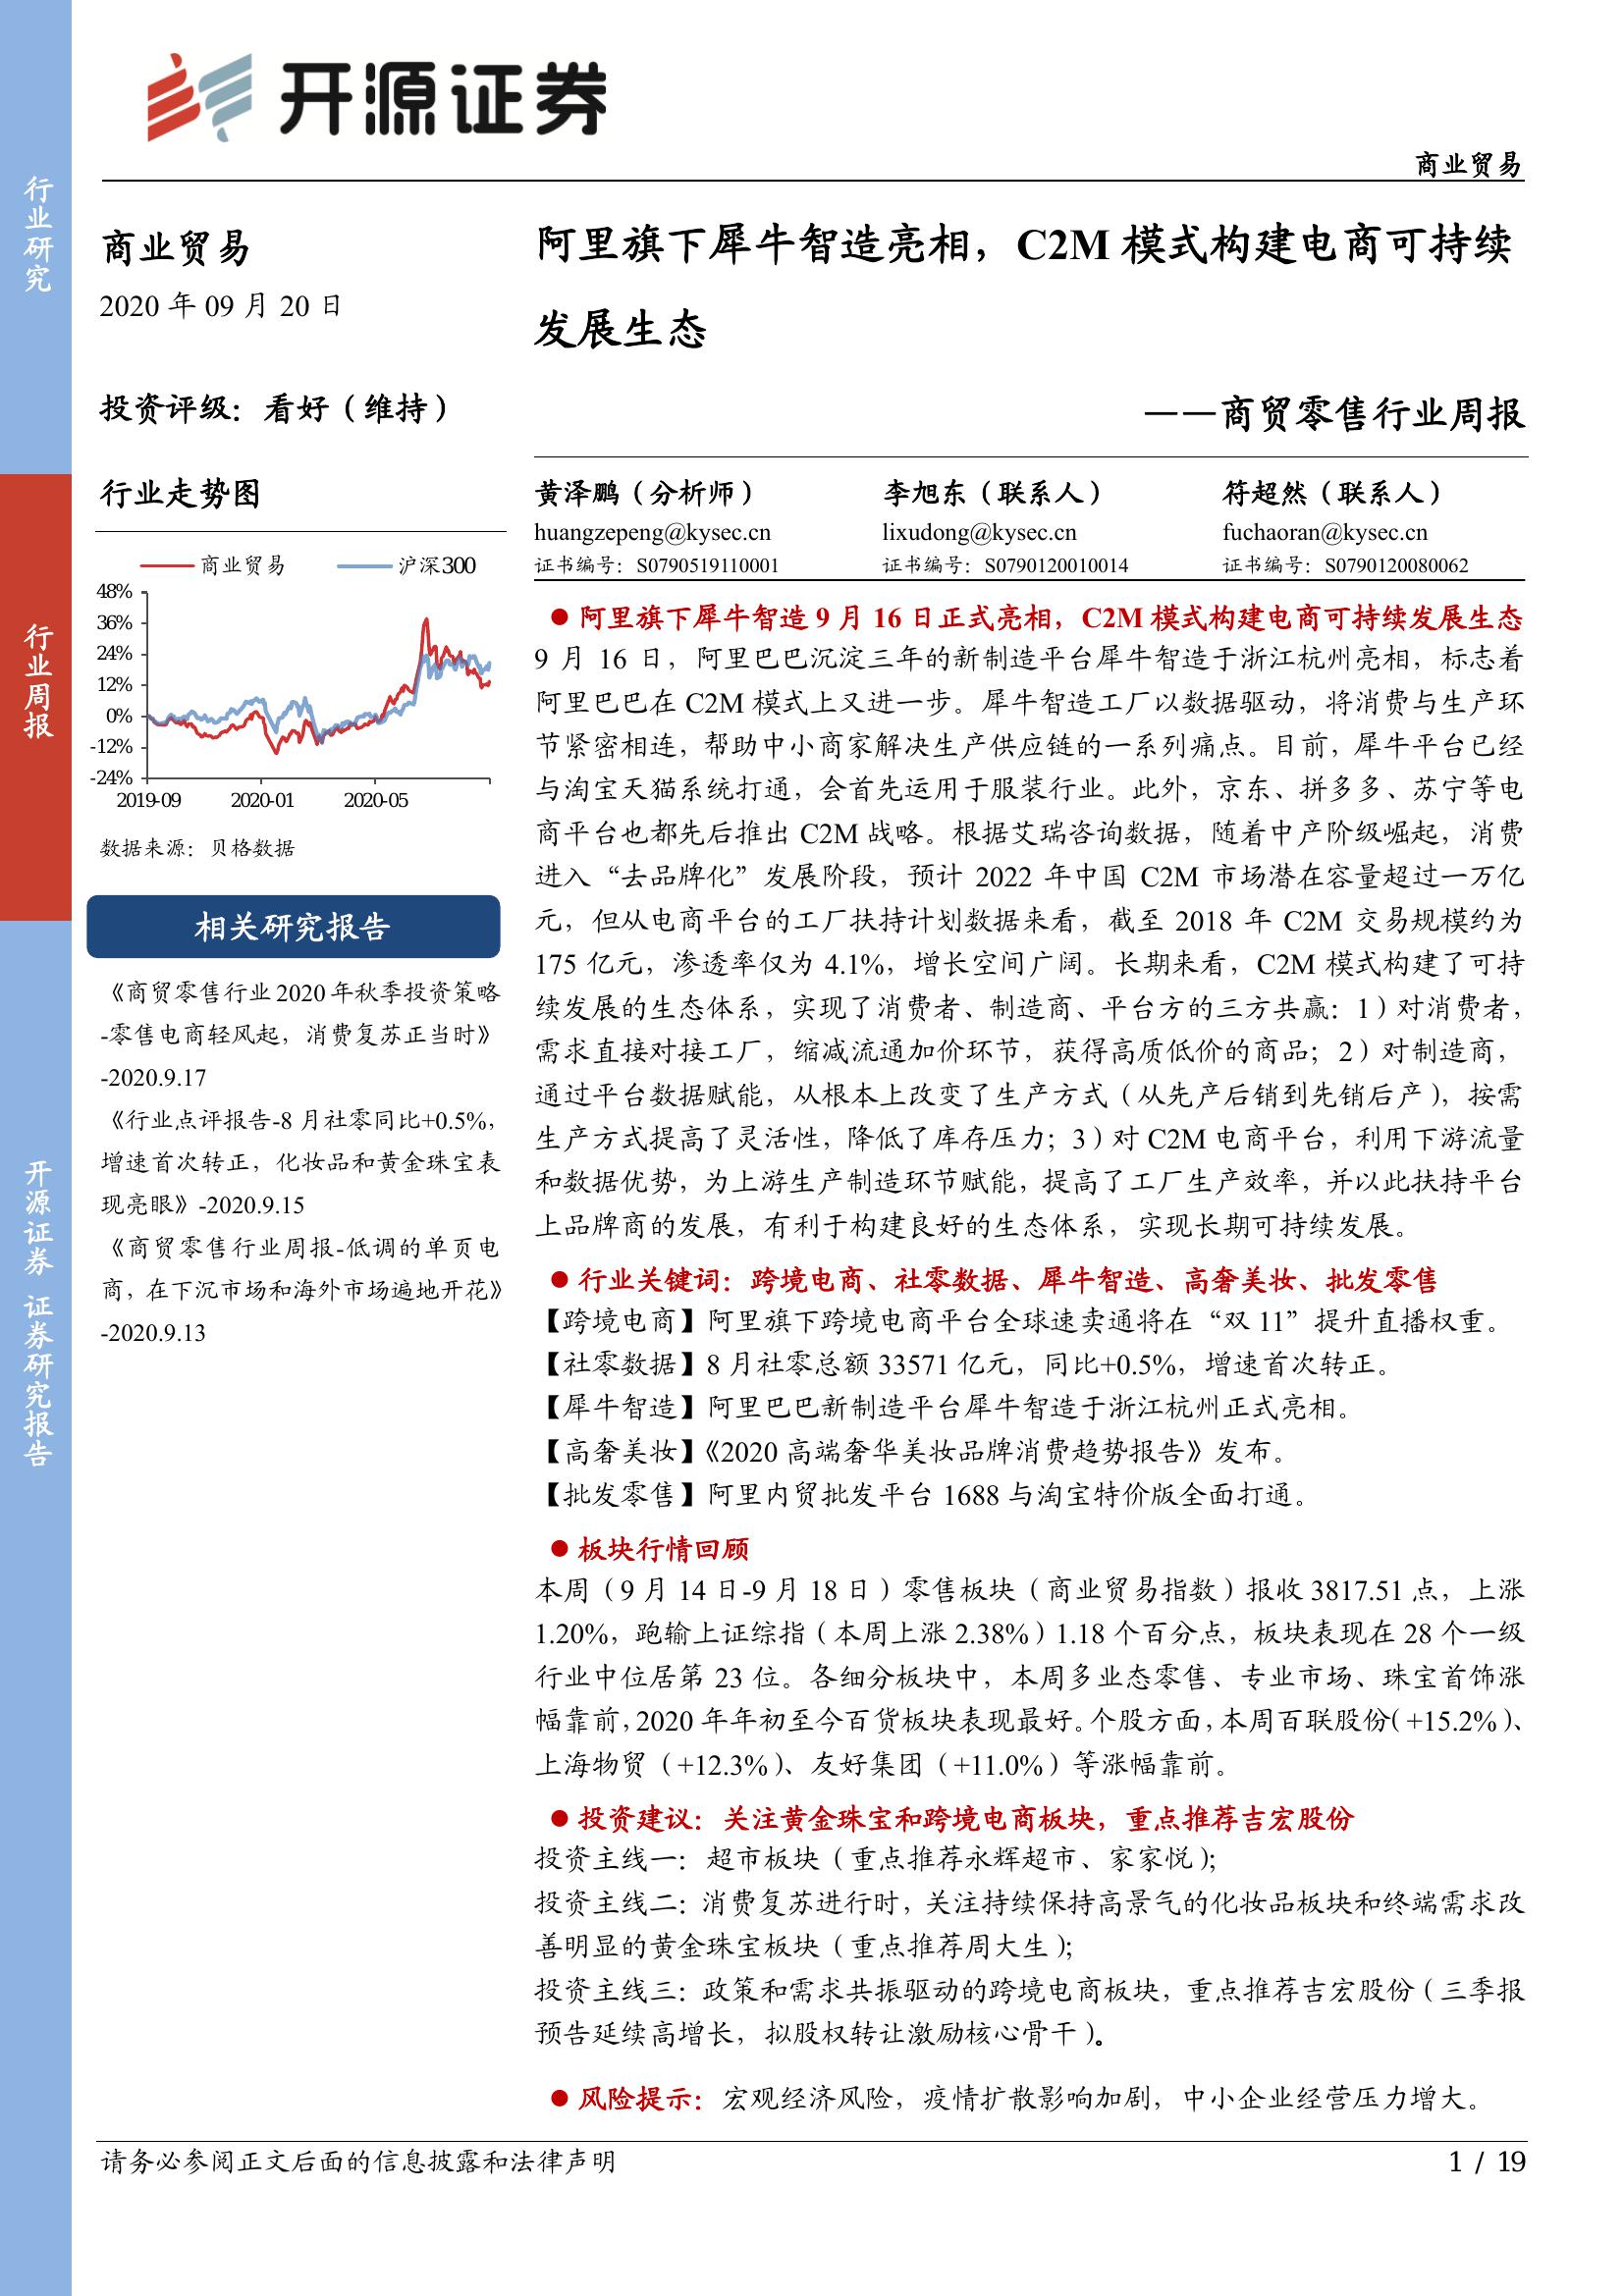 开源证券
商业贸易
行业研究
行业周报
开源证券 证券研究报告
商业贸易
2020 年 09 月 20 日
投资评级：看好（维持）
行业走势图
商业贸易 沪深300
48%
36%
24%
12%
0%
-12%
-24%
2019-09 2020-01 2020-05
数据来源：贝格数据
相关研究报告
《商贸零售行业 2020 年秋季投资策略
-零售电商轻风起，消费复苏正当时》
-2020.9.17
《行业点评报告-8 月社零同比+0.5%，
增速首次转正，化妆品和黄金珠宝表
现亮眼》-2020.9.15
《商贸零售行业周报-低调的单页电
商，在下沉市场和海外市场遍地开花》
-2020.9.13
阿里旗下犀牛智造亮相，C2M 模式构建电商可持续
发展生态
——商贸零售行业周报
黄泽鹏（分析师） 李旭东（联系人） 符超然（联系人）
huangzepeng@kysec.cn lixudong@kysec.cn fuchaoran@kysec.cn
证书编号：S0790519110001 证书编号：S0790120010014 证书编号：S0790120080062
● 阿里旗下犀牛智造 9 月 16 日正式亮相，C2M 模式构建电商可持续发展生态
9 月 16 日，阿里巴巴沉淀三年的新制造平台犀牛智造于浙江杭州亮相，标志着
阿里巴巴在 C2M 模式上又进一步。犀牛智造工厂以数据驱动，将消费与生产环
节紧密相连，帮助中小商家解决生产供应链的一系列痛点。目前，犀牛平台已经
与淘宝天猫系统打通，会首先运用于服装行业。此外，京东、拼多多、苏宁等电
商平台也都先后推出 C2M 战略。根据艾瑞咨询数据，随着中产阶级崛起，消费
进入“去品牌化”发展阶段，预计 2022 年中国 C2M 市场潜在容量超过一万亿
元，但从电商平台的工厂扶持计划数据来看，截至 2018 年 C2M 交易规模约为
175 亿元，渗透率仅为 4.1%，增长空间广阔。长期来看，C2M 模式构建了可持
续发展的生态体系，实现了消费者、制造商、平台方的三方共赢：1）对消费者，
需求直接对接工厂，缩减流通加价环节，获得高质低价的商品；2）对制造商，
通过平台数据赋能，从根本上改变了生产方式（从先产后销到先销后产），按需
生产方式提高了灵活性，降低了库存压力；3）对 C2M 电商平台，利用下游流量
和数据优势，为上游生产制造环节赋能，提高了工厂生产效率，并以此扶持平台
上品牌商的发展，有利于构建良好的生态体系，实现长期可持续发展。
● 行业关键词：跨境电商、社零数据、犀牛智造、高奢美妆、批发零售
【跨境电商】阿里旗下跨境电商平台全球速卖通将在“双 11”提升直播权重。
【社零数据】8 月社零总额 33571 亿元，同比+0.5%，增速首次转正。
【犀牛智造】阿里巴巴新制造平台犀牛智造于浙江杭州正式亮相。
【高奢美妆】《2020 高端奢华美妆品牌消费趋势报告》发布。
【批发零售】阿里内贸批发平台 1688 与淘宝特价版全面打通。
● 板块行情回顾
本周（9 月 14 日-9 月 18 日）零售板块（商业贸易指数）报收 3817.51 点，上涨
1.20%，跑输上证综指（本周上涨 2.38%）1.18 个百分点，板块表现在 28 个一级
行业中位居第 23 位。各细分板块中，本周多业态零售、专业市场、珠宝首饰涨
幅靠前，2020 年年初至今百货板块表现最好。个股方面，本周百联股份（+15.2%）、
上海物贸（+12.3%）、友好集团（+11.0%）等涨幅靠前。
● 投资建议：关注黄金珠宝和跨境电商板块，重点推荐吉宏股份
投资主线一：超市板块（重点推荐永辉超市、家家悦）；
投资主线二：消费复苏进行时，关注持续保持高景气的化妆品板块和终端需求改
善明显的黄金珠宝板块（重点推荐周大生）；
投资主线三：政策和需求共振驱动的跨境电商板块，重点推荐吉宏股份（三季报
预告延续高增长，拟股权转让激励核心骨干）。
● 风险提示：宏观经济风险，疫情扩散影响加剧，中小企业经营压力增大。
请务必参阅正文后面的信息披露和法律声明 1 / 19